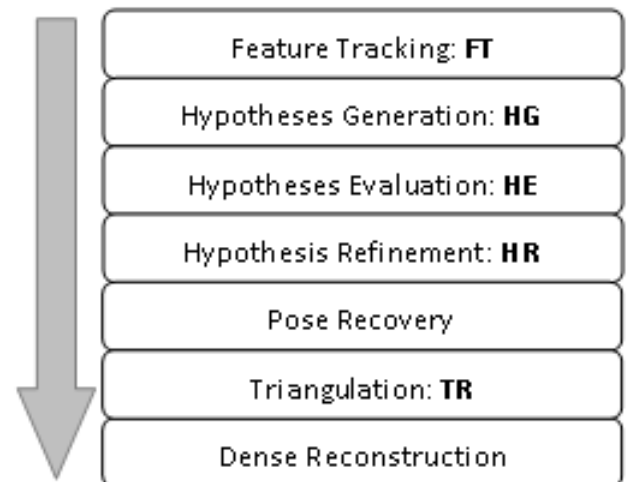 Feature Tracking: FT
Hypotheses Generation: HG
Hypotheses Evaluation: HE
Hypothesis Refinement: HR
Pose Recovery
Triangulation: TR
Dense Reconstruction